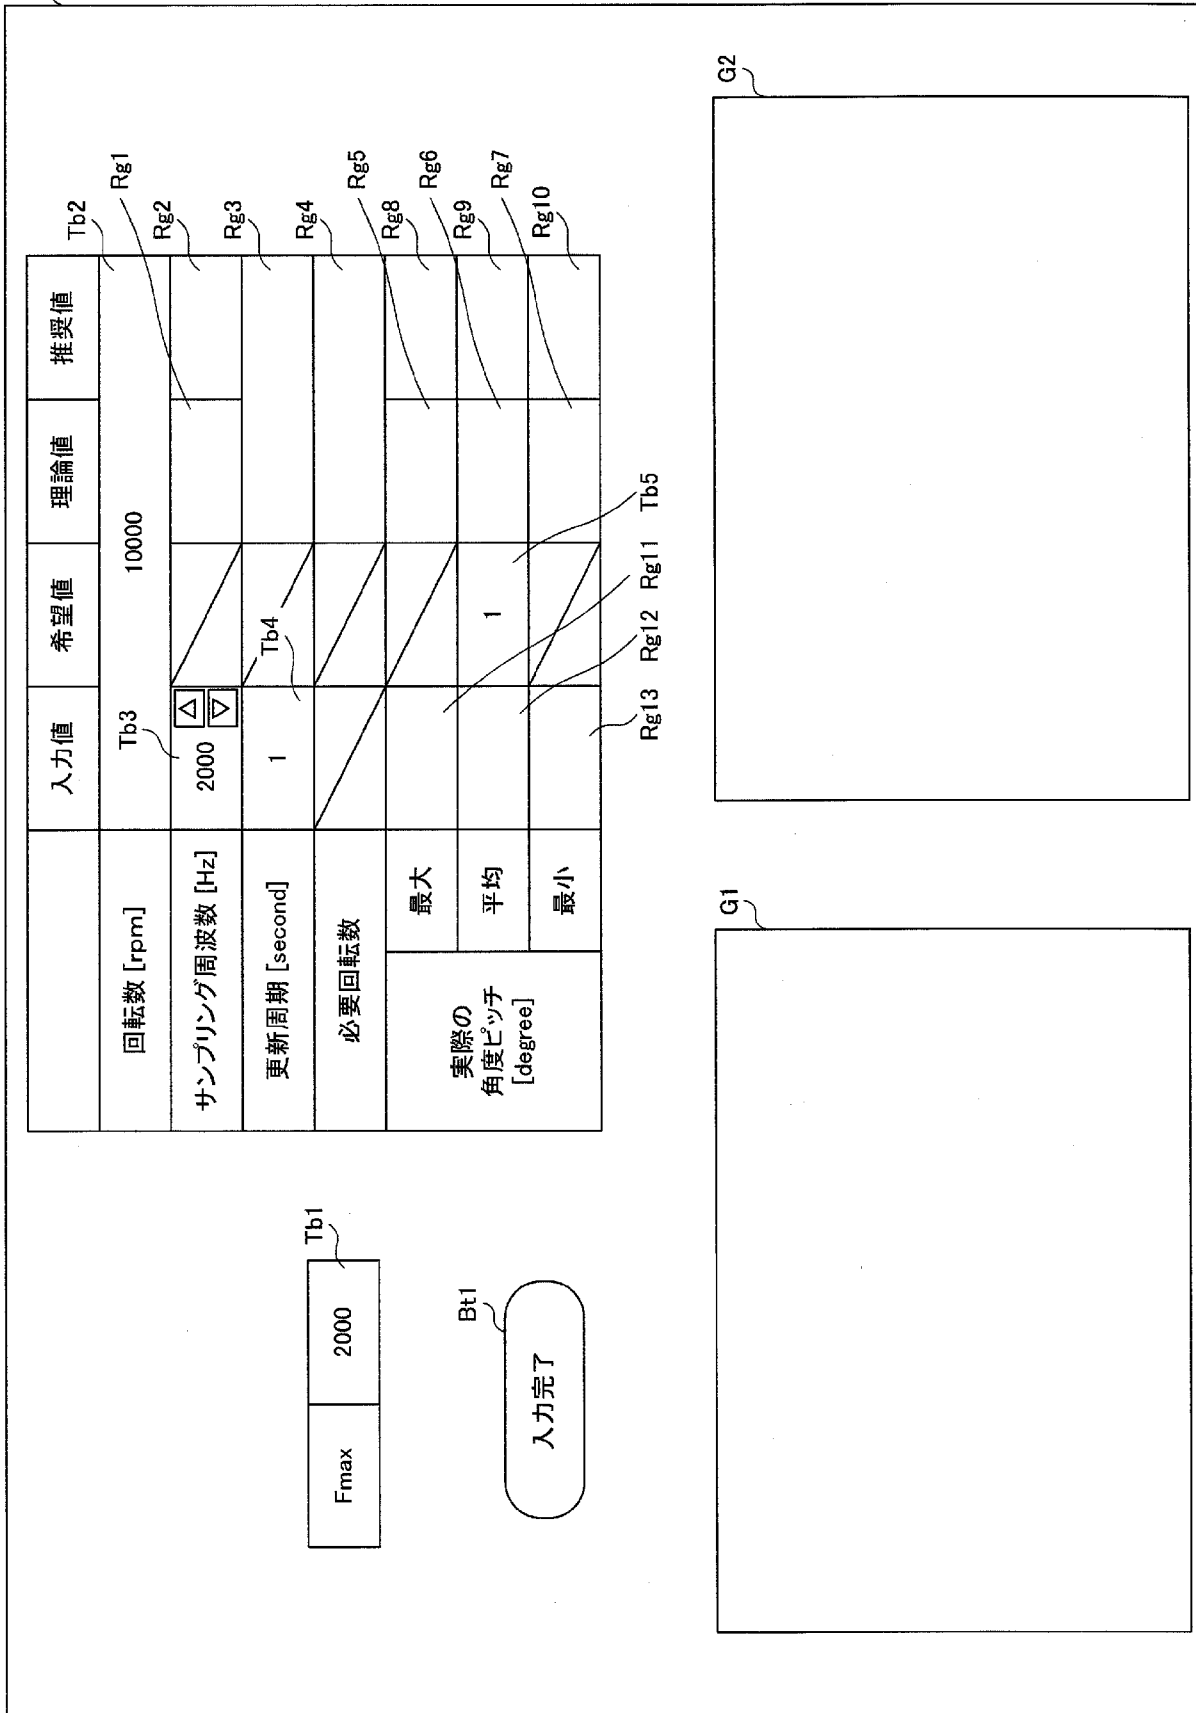 入力値 希望値 理論値 推奨値
回転数 [rpm] 10000
サンプリング周波数 [Hz] 2000 △ ▽
更新周期 [second] 1
必要回転数
実際の
角度ピッチ
[degree]
最大
平均 1
最小
Tb2
Tb3
Tb4
Tb5
Rg1
Rg2
Rg3
Rg4
Rg5
Rg8
Rg6
Rg9
Rg7
Rg10
Rg11
Rg12
Rg13
Fmax 2000
Tb1
入力完了
Bt1
G1
G2